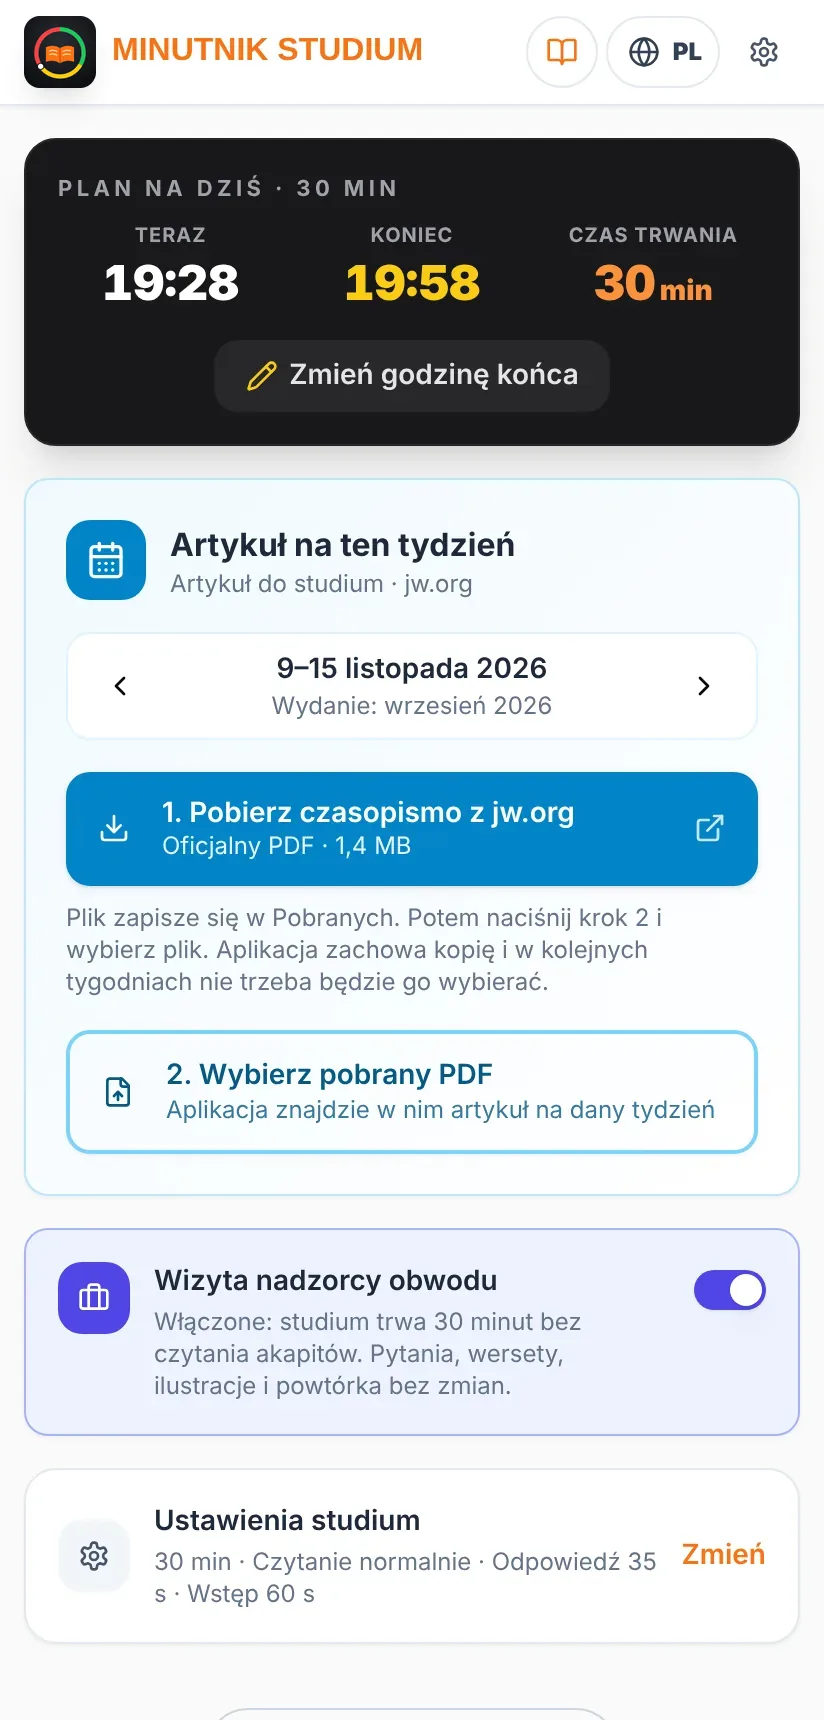 MINUTNIK STUDIUM
PL
PLAN NA DZIŚ · 30 MIN
TERAZ
19:28
KONIEC
19:58
CZAS TRWANIA
30 min
Zmień godzinę końca
Artykuł na ten tydzień
Artykuł do studium · jw.org
9–15 listopada 2026
Wydanie: wrzesień 2026
1. Pobierz czasopismo z jw.org
Oficjalny PDF · 1,4 MB
Plik zapisze się w Pobranych. Potem naciśnij krok 2 i
wybierz plik. Aplikacja zachowa kopię i w kolejnych
tygodniach nie trzeba będzie go wybierać.
2. Wybierz pobrany PDF
Aplikacja znajdzie w nim artykuł na dany tydzień
Wizyta nadzorcy obwodu
Włączone: studium trwa 30 minut bez
czytania akapitów. Pytania, wersety,
ilustracje i powtórka bez zmian.
Ustawienia studium
30 min · Czytanie normalnie · Odpowiedź 35
s · Wstęp 60 s
Zmień